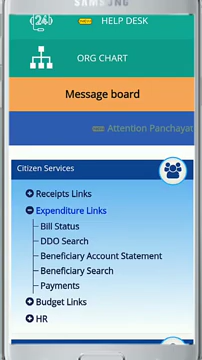 SAMSUNG
24
HELP DESK
ORG CHART
Message board
Attention Panchayat
Citizen Services
Receipts Links
Expenditure Links
Bill Status
DDO Search
Beneficiary Account Statement
Beneficiary Search
Payments
Budget Links
HR